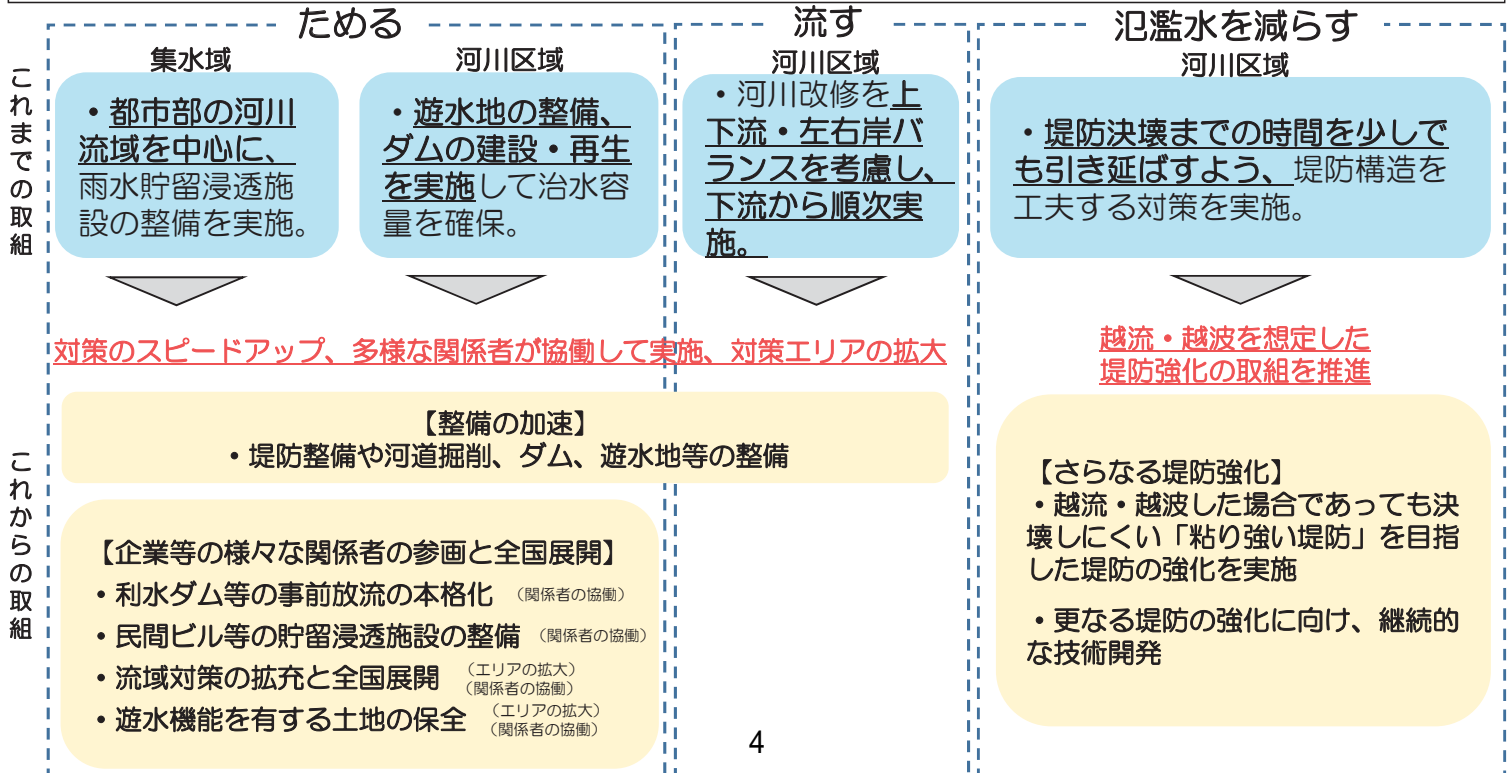 ためる
流す
氾濫水を減らす
集水域
河川区域
河川区域
河川区域
これまでの取組
・都市部の河川
流域を中心に、
雨水貯留浸透施
設の整備を実施。
・遊水地の整備、
ダムの建設・再生
を実施して治水容
量を確保。
・河川改修を上
下流・左右岸バ
ランスを考慮し、
下流から順次実
施。
・堤防決壊までの時間を少しで
も引き延ばすよう、堤防構造を
工夫する対策を実施。
対策のスピードアップ、多様な関係者が協働して実施、対策エリアの拡大
越流・越波を想定した
堤防強化の取組を推進
これからの取組
【整備の加速】
・堤防整備や河道掘削、ダム、遊水地等の整備
【企業等の様々な関係者の参画と全国展開】
・利水ダム等の事前放流の本格化 （関係者の協働）
・民間ビル等の貯留浸透施設の整備 （関係者の協働）
・流域対策の拡充と全国展開 （エリアの拡大）
（関係者の協働）
・遊水機能を有する土地の保全 （エリアの拡大）
（関係者の協働）
【さらなる堤防強化】
・越流・越波した場合であっても決
壊しにくい「粘り強い堤防」を目指
した堤防の強化を実施
・更なる堤防の強化に向け、継続的
な技術開発
4